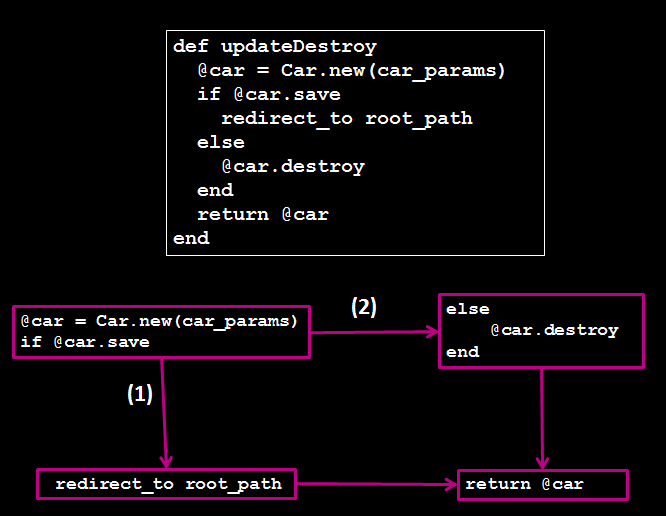 def updateDestroy
  @car = Car.new(car_params)
  if @car.save
    redirect_to root_path
  else
    @car.destroy
  end
  return @car
end
@car = Car.new(car_params)
if @car.save
(2)
else
    @car.destroy
end
(1)
redirect_to root_path
return @car